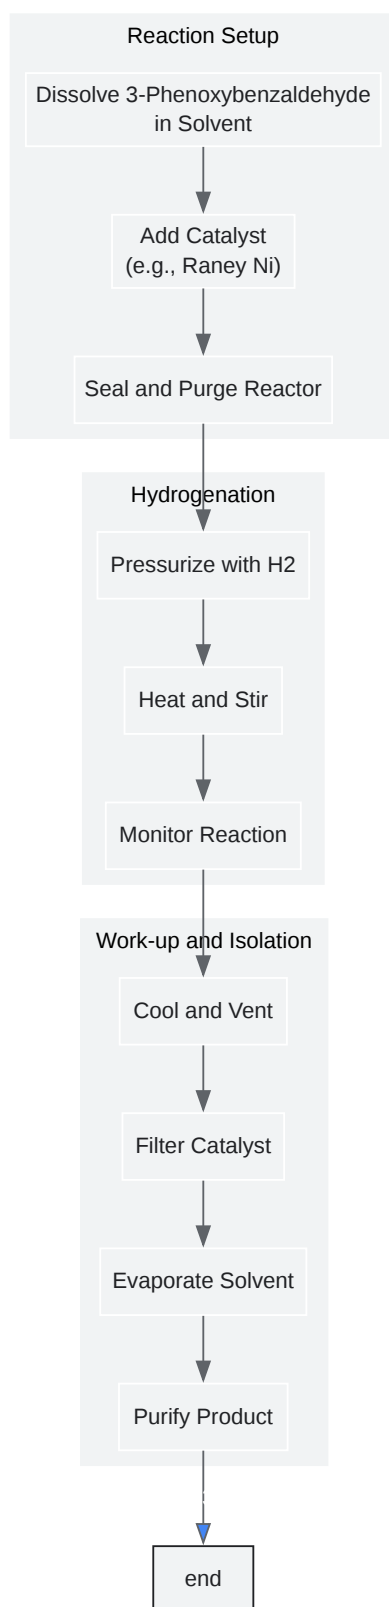 Reaction Setup
Dissolve 3-Phenoxybenzaldehyde
in Solvent
Add Catalyst
(e.g., Raney Ni)
Seal and Purge Reactor
Hydrogenation
Pressurize with H2
Heat and Stir
Monitor Reaction
Work-up and Isolation
Cool and Vent
Filter Catalyst
Evaporate Solvent
Purify Product
end